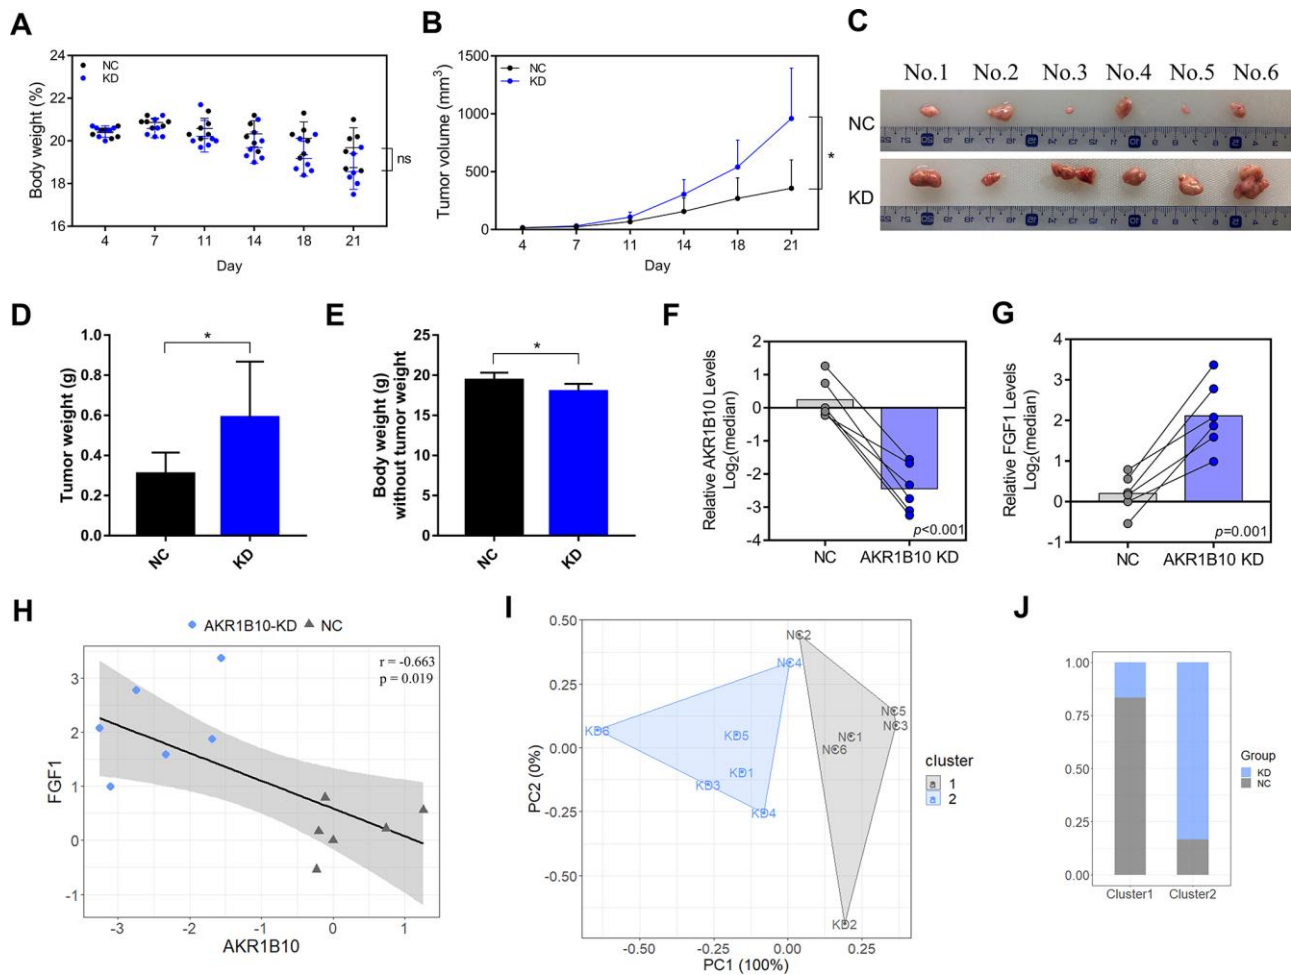 A
NC
KD
Body weight (%)
24
22
20
18
16
4 7 11 14 18 21
Day
ns
B
NC
KD
Tumor volume (mm³)
1500
1000
500
0
4 7 11 14 18 21
Day
*
C
No.1 No.2 No.3 No.4 No.5 No.6
NC
KD
D
Tumor weight (g)
1.0
0.8
0.6
0.4
0.2
0.0
*
NC KD
E
Body weight (g)
without tumor weight
25
20
15
10
5
0
*
NC KD
F
Relative AKR1B10 Levels
Log₂(median)
2
1
0
-1
-2
-3
-4
p<0.001
NC AKR1B10 KD
G
Relative FGF1 Levels
Log₂(median)
4
3
2
1
0
-1
p=0.001
NC AKR1B10 KD
H
AKR1B10-KD NC
r = -0.663
p = 0.019
FGF1
3
2
1
0
-1
-3 -2 -1 0 1
AKR1B10
I
PC2 (0%)
0.50
0.25
0.00
-0.25
-0.50
NC2
NC4
NC5
NC3
NC1
NC6
KD6
KD5
KD1
KD3
KD4
KD2
-0.50 -0.25 0.00 0.25
PC1 (100%)
cluster
1
2
J
1.00
0.75
0.50
0.25
0.00
Cluster1 Cluster2
Group
KD
NC